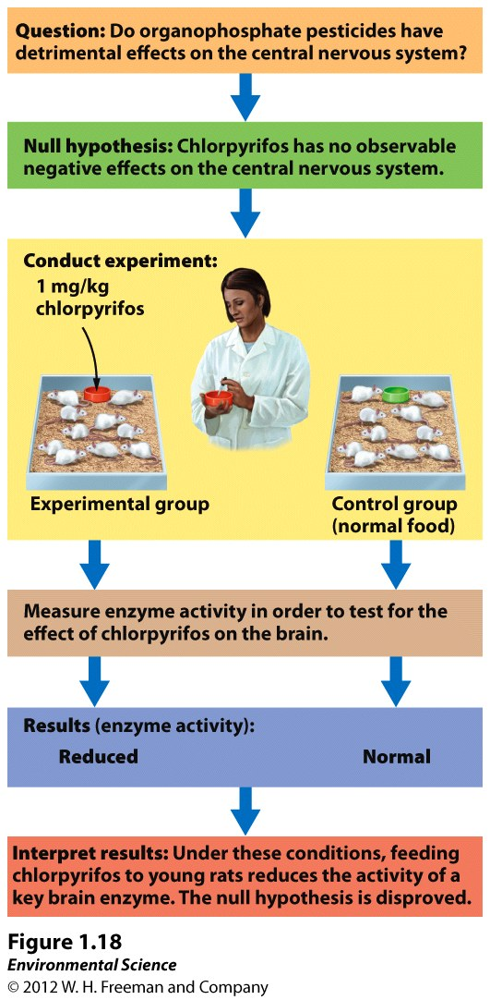 Question: Do organophosphate pesticides have
detrimental effects on the central nervous system?
Null hypothesis: Chlorpyrifos has no observable
negative effects on the central nervous system.
Conduct experiment:
1 mg/kg
chlorpyrifos
Experimental group
Control group
(normal food)
Measure enzyme activity in order to test for the
effect of chlorpyrifos on the brain.
Results (enzyme activity):
Reduced
Normal
Interpret results: Under these conditions, feeding
chlorpyrifos to young rats reduces the activity of a
key brain enzyme. The null hypothesis is disproved.
Figure 1.18
Environmental Science
© 2012 W. H. Freeman and Company